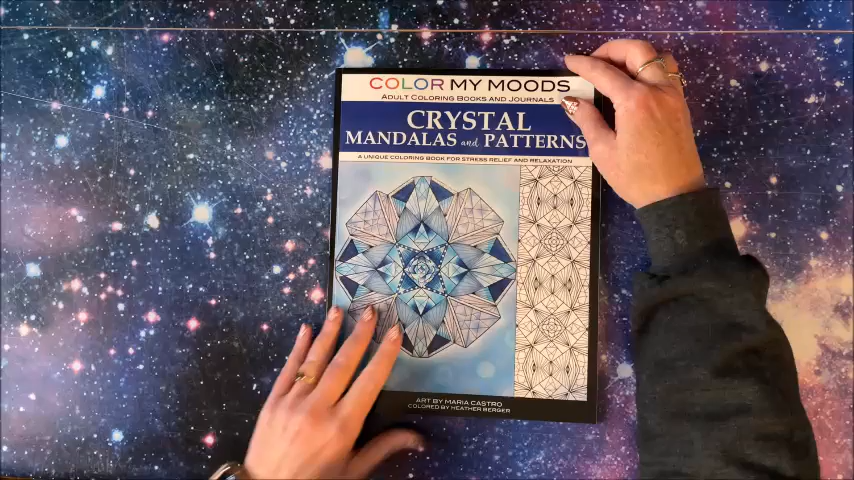 COLOR MY MOODS
ADULT COLORING BOOKS AND JOURNALS
CRYSTAL
MANDALAS and PATTERNS
A UNIQUE COLORING BOOK FOR STRESS RELIEF AND RELAXATION
ART BY MARIA CASTRO
COLORED BY HEATHER BERGER